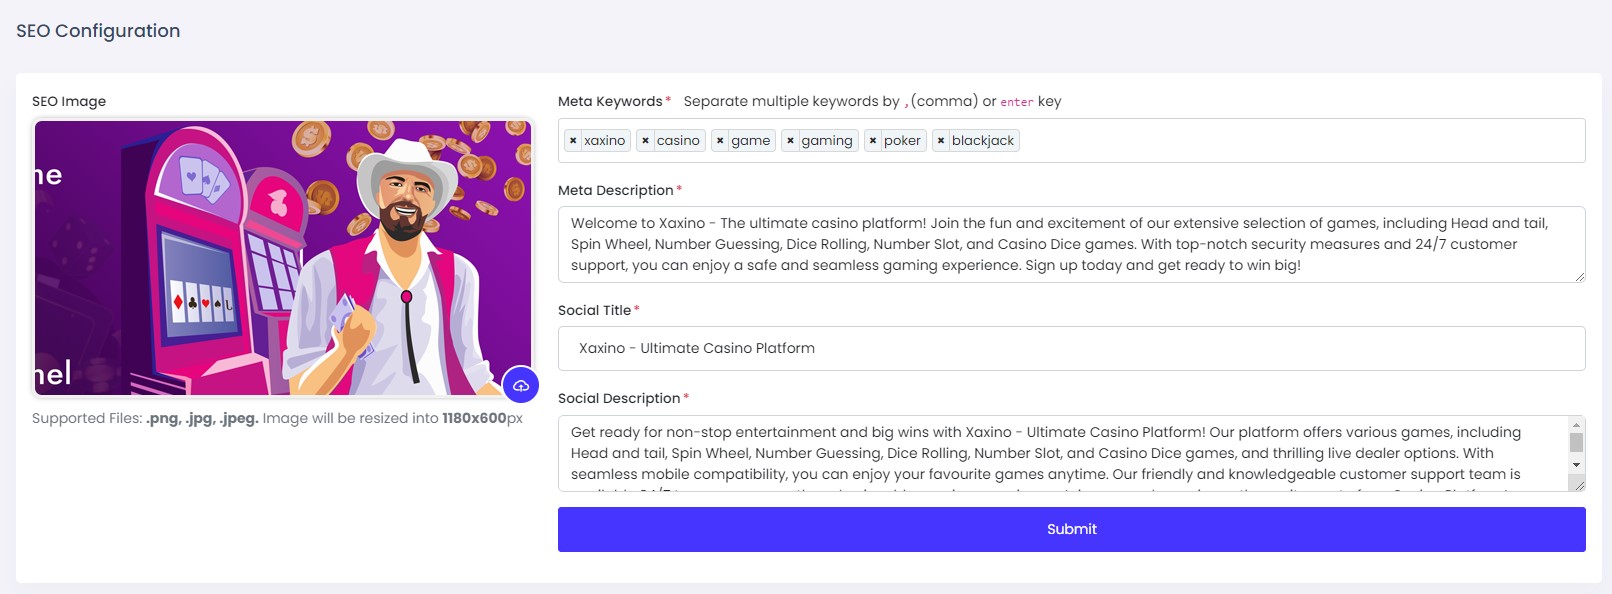 SEO Configuration
SEO Image
ne
nel
Supported Files: .png, .jpg, .jpeg. Image will be resized into 1180x600px
Meta Keywords* Separate multiple keywords by ,(comma) or enter key
× xaxino × casino × game × gaming × poker × blackjack
Meta Description*
Welcome to Xaxino - The ultimate casino platform! Join the fun and excitement of our extensive selection of games, including Head and tail,
Spin Wheel, Number Guessing, Dice Rolling, Number Slot, and Casino Dice games. With top-notch security measures and 24/7 customer
support, you can enjoy a safe and seamless gaming experience. Sign up today and get ready to win big!
Social Title*
Xaxino - Ultimate Casino Platform
Social Description*
Get ready for non-stop entertainment and big wins with Xaxino - Ultimate Casino Platform! Our platform offers various games, including
Head and tail, Spin Wheel, Number Guessing, Dice Rolling, Number Slot, and Casino Dice games, and thrilling live dealer options. With
seamless mobile compatibility, you can enjoy your favourite games anytime. Our friendly and knowledgeable customer support team is
Submit